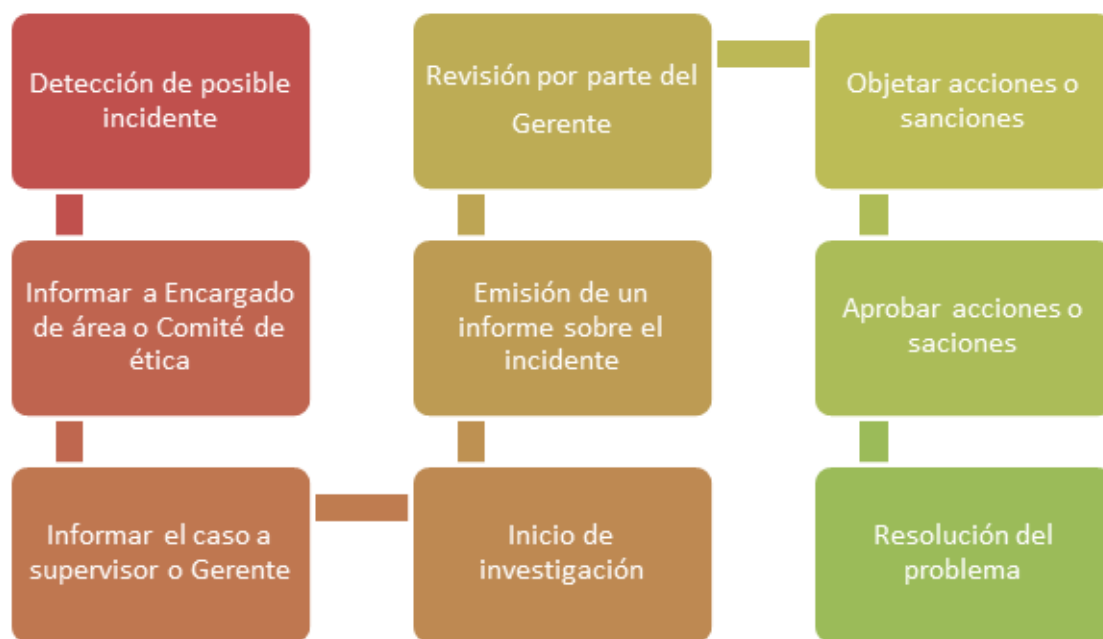 Detección de posible
incidente
Informar a Encargado
de área o Comité de
ética
Informar el caso a
supervisor o Gerente
Inicio de
investigación
Emisión de un
informe sobre el
incidente
Revisión por parte del
Gerente
Objetar acciones o
sanciones
Aprobar acciones o
saciones
Resolución del
problema